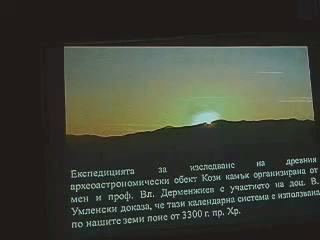 Експедицията за изследване на древния
археоастрономически обект Кози камък организирана от
мен и проф. Вл. Дерменжиев с участието на доц. В.
Умленски доказа, че тази календарна система е използвана
по нашите земи поне от 3300 г. пр. Хр.